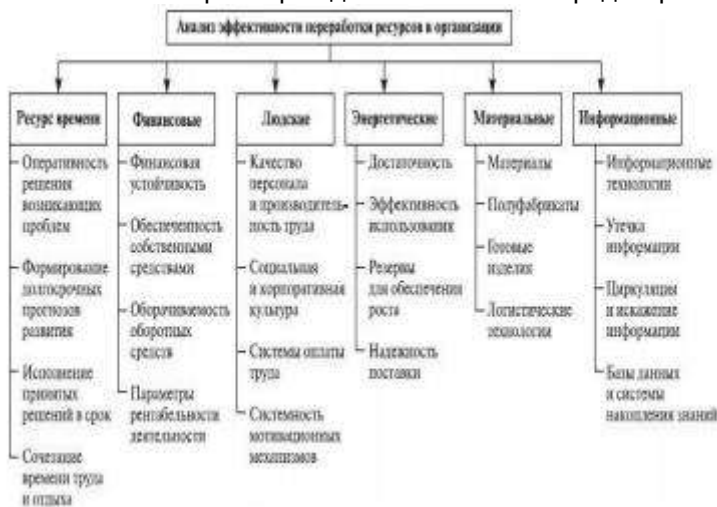 Анализ эффективности переработки ресурсов в организации
Ресурс времени
Оперативность
решения
возникающих
проблем
Формирование
долгосрочных
прогнозов
развития
Исполнение
принятых
решений в срок
Сочетание
времени труда
и отдыха
Финансовые
Финансовая
устойчивость
Обеспеченность
собственными
средствами
Оборачиваемость
оборотных
средств
Параметры
рентабельности
деятельности
Людские
Качество
персонала
и производитель-
ность труда
Социальная
и корпоративная
культура
Системы оплаты
труда
Системность
мотивационных
механизмов
Энергетические
Достаточность
Эффективность
использования
Резервы
для обеспечения
роста
Надежность
поставки
Материальные
Материалы
Полуфабрикаты
Готовые
изделия
Логистические
технологии
Информационные
Информационные
технологии
Утечка
информации
Циркуляция
и искажение
информации
Базы данных
и системы
накопления знаний